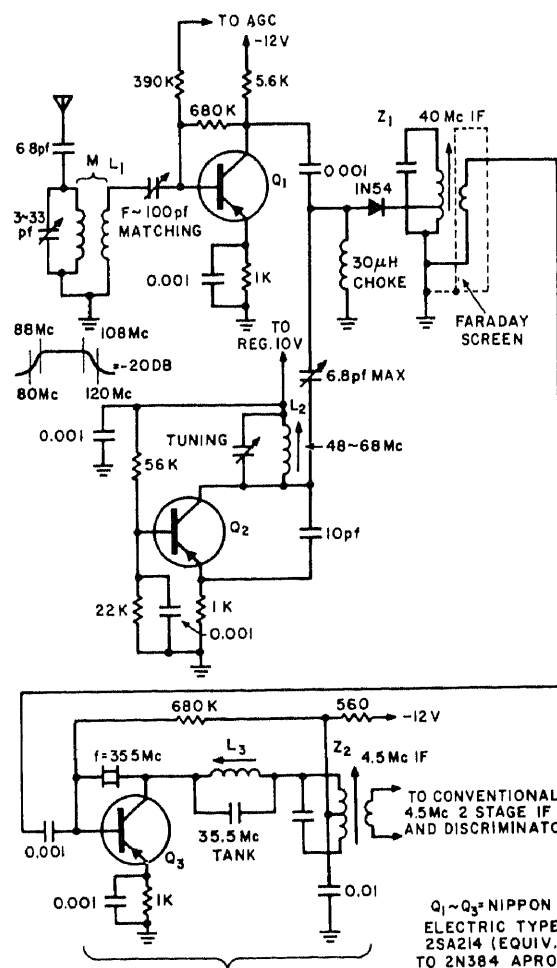 TO AGC
-12V
390K
5.6K
680K
Z1
40Mc IF
68pf
M
L1
Q1
0.001
1N54
3~33
pf
F~100pf
MATCHING
0.001
1K
30μH
CHOKE
FARADAY
SCREEN
88Mc
108Mc
=-20DB
80Mc
120Mc
TO
REG.10V
6.8pf MAX
L2
0.001
TUNING
48~68Mc
56K
Q2
10pf
22K
1K
0.001
680K
560
-12V
f=35.5Mc
L3
Z2
4.5Mc IF
TO CONVENTIONAL
4.5Mc 2 STAGE IF
AND DISCRIMINATO
35.5Mc
TANK
0.001
Q3
0.001
1K
0.01
Q1~Q3=NIPPON
ELECTRIC TYPE
2SA214 (EQUIV.
TO 2N384 APRO